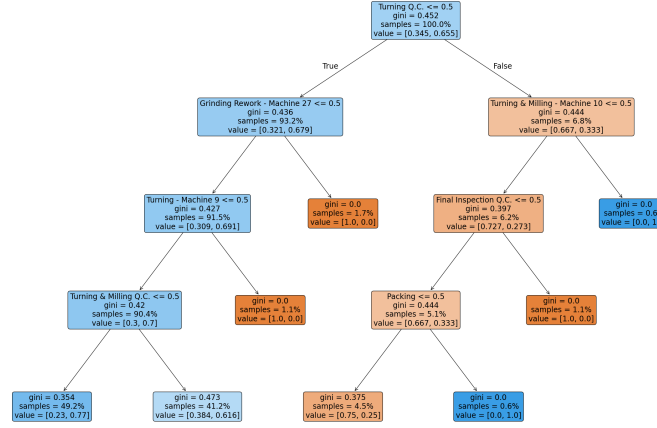 Turning Q.C. <= 0.5
gini = 0.452
samples = 100.0%
value = [0.345, 0.655]
True
False
Grinding Rework - Machine 27 <= 0.5
gini = 0.436
samples = 93.2%
value = [0.321, 0.679]
Turning & Milling - Machine 10 <= 0.5
gini = 0.444
samples = 6.8%
value = [0.667, 0.333]
Turning - Machine 9 <= 0.5
gini = 0.427
samples = 91.5%
value = [0.309, 0.691]
gini = 0.0
samples = 1.7%
value = [1.0, 0.0]
Final Inspection Q.C. <= 0.5
gini = 0.397
samples = 6.2%
value = [0.727, 0.273]
gini = 0.0
samples = 0.6
value = [0.0, 1
Turning & Milling Q.C. <= 0.5
gini = 0.42
samples = 90.4%
value = [0.3, 0.7]
gini = 0.0
samples = 1.1%
value = [1.0, 0.0]
Packing <= 0.5
gini = 0.444
samples = 5.1%
value = [0.667, 0.333]
gini = 0.0
samples = 1.1%
value = [1.0, 0.0]
gini = 0.354
samples = 49.2%
value = [0.23, 0.77]
gini = 0.473
samples = 41.2%
value = [0.384, 0.616]
gini = 0.375
samples = 4.5%
value = [0.75, 0.25]
gini = 0.0
samples = 0.6%
value = [0.0, 1.0]